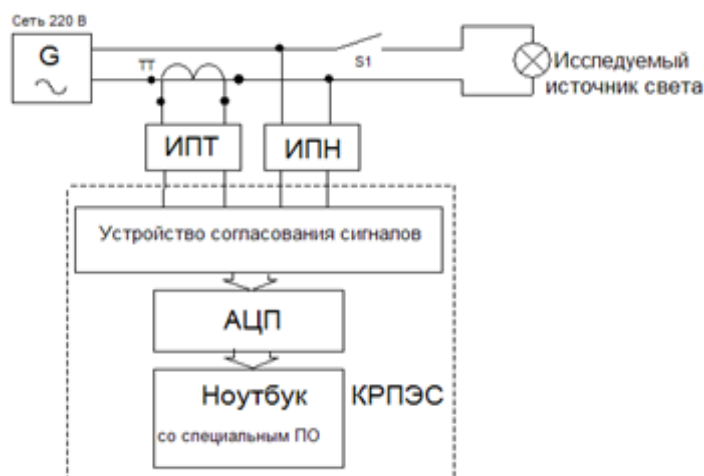 Сеть 220 В
G
ТТ
S1
Исследуемый
источник света
ИПТ
ИПН
Устройство согласования сигналов
АЦП
Ноутбук
со специальным ПО
КРПЭС